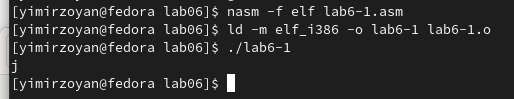 [yimirzoyan@fedora lab06]$ nasm -f elf lab6-1.asm
[yimirzoyan@fedora lab06]$ ld -m elf_i386 -o lab6-1 lab6-1.o
[yimirzoyan@fedora lab06]$ ./lab6-1
j
[yimirzoyan@fedora lab06]$